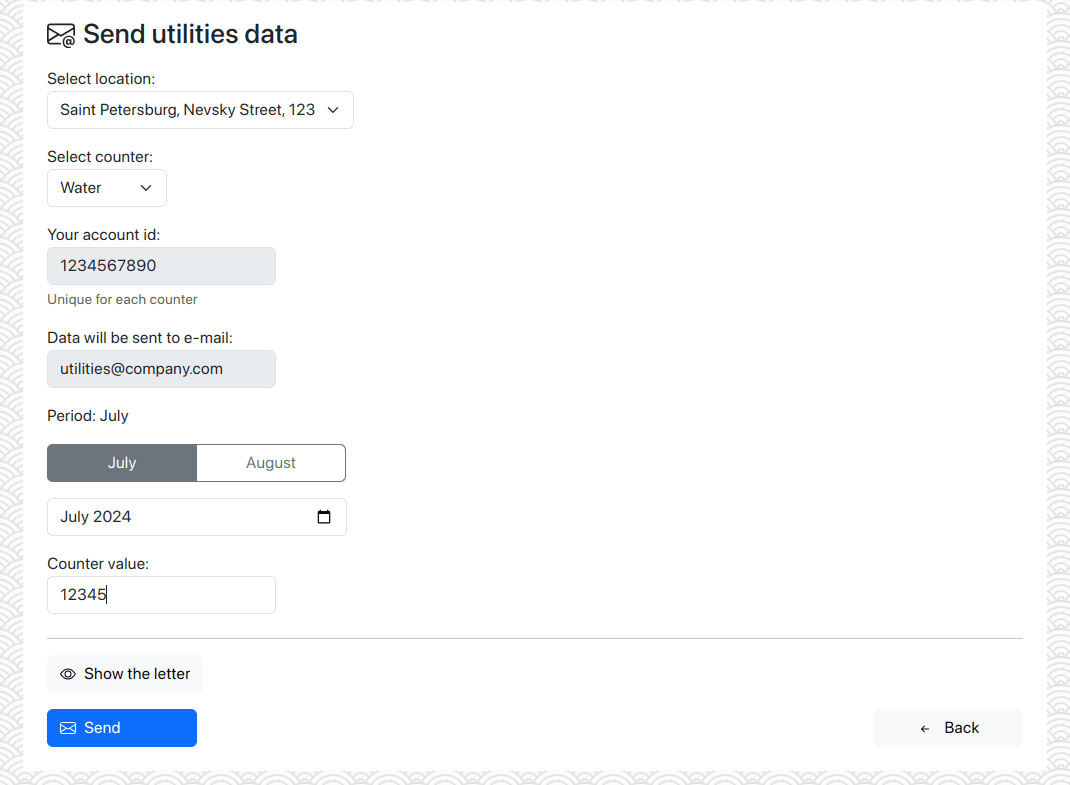 Send utilities data
Select location:
Saint Petersburg, Nevsky Street, 123
Select counter:
Water
Your account id:
1234567890
Unique for each counter
Data will be sent to e-mail:
utilities@company.com
Period: July
July August
July 2024
Counter value:
12345
Show the letter
Send
Back